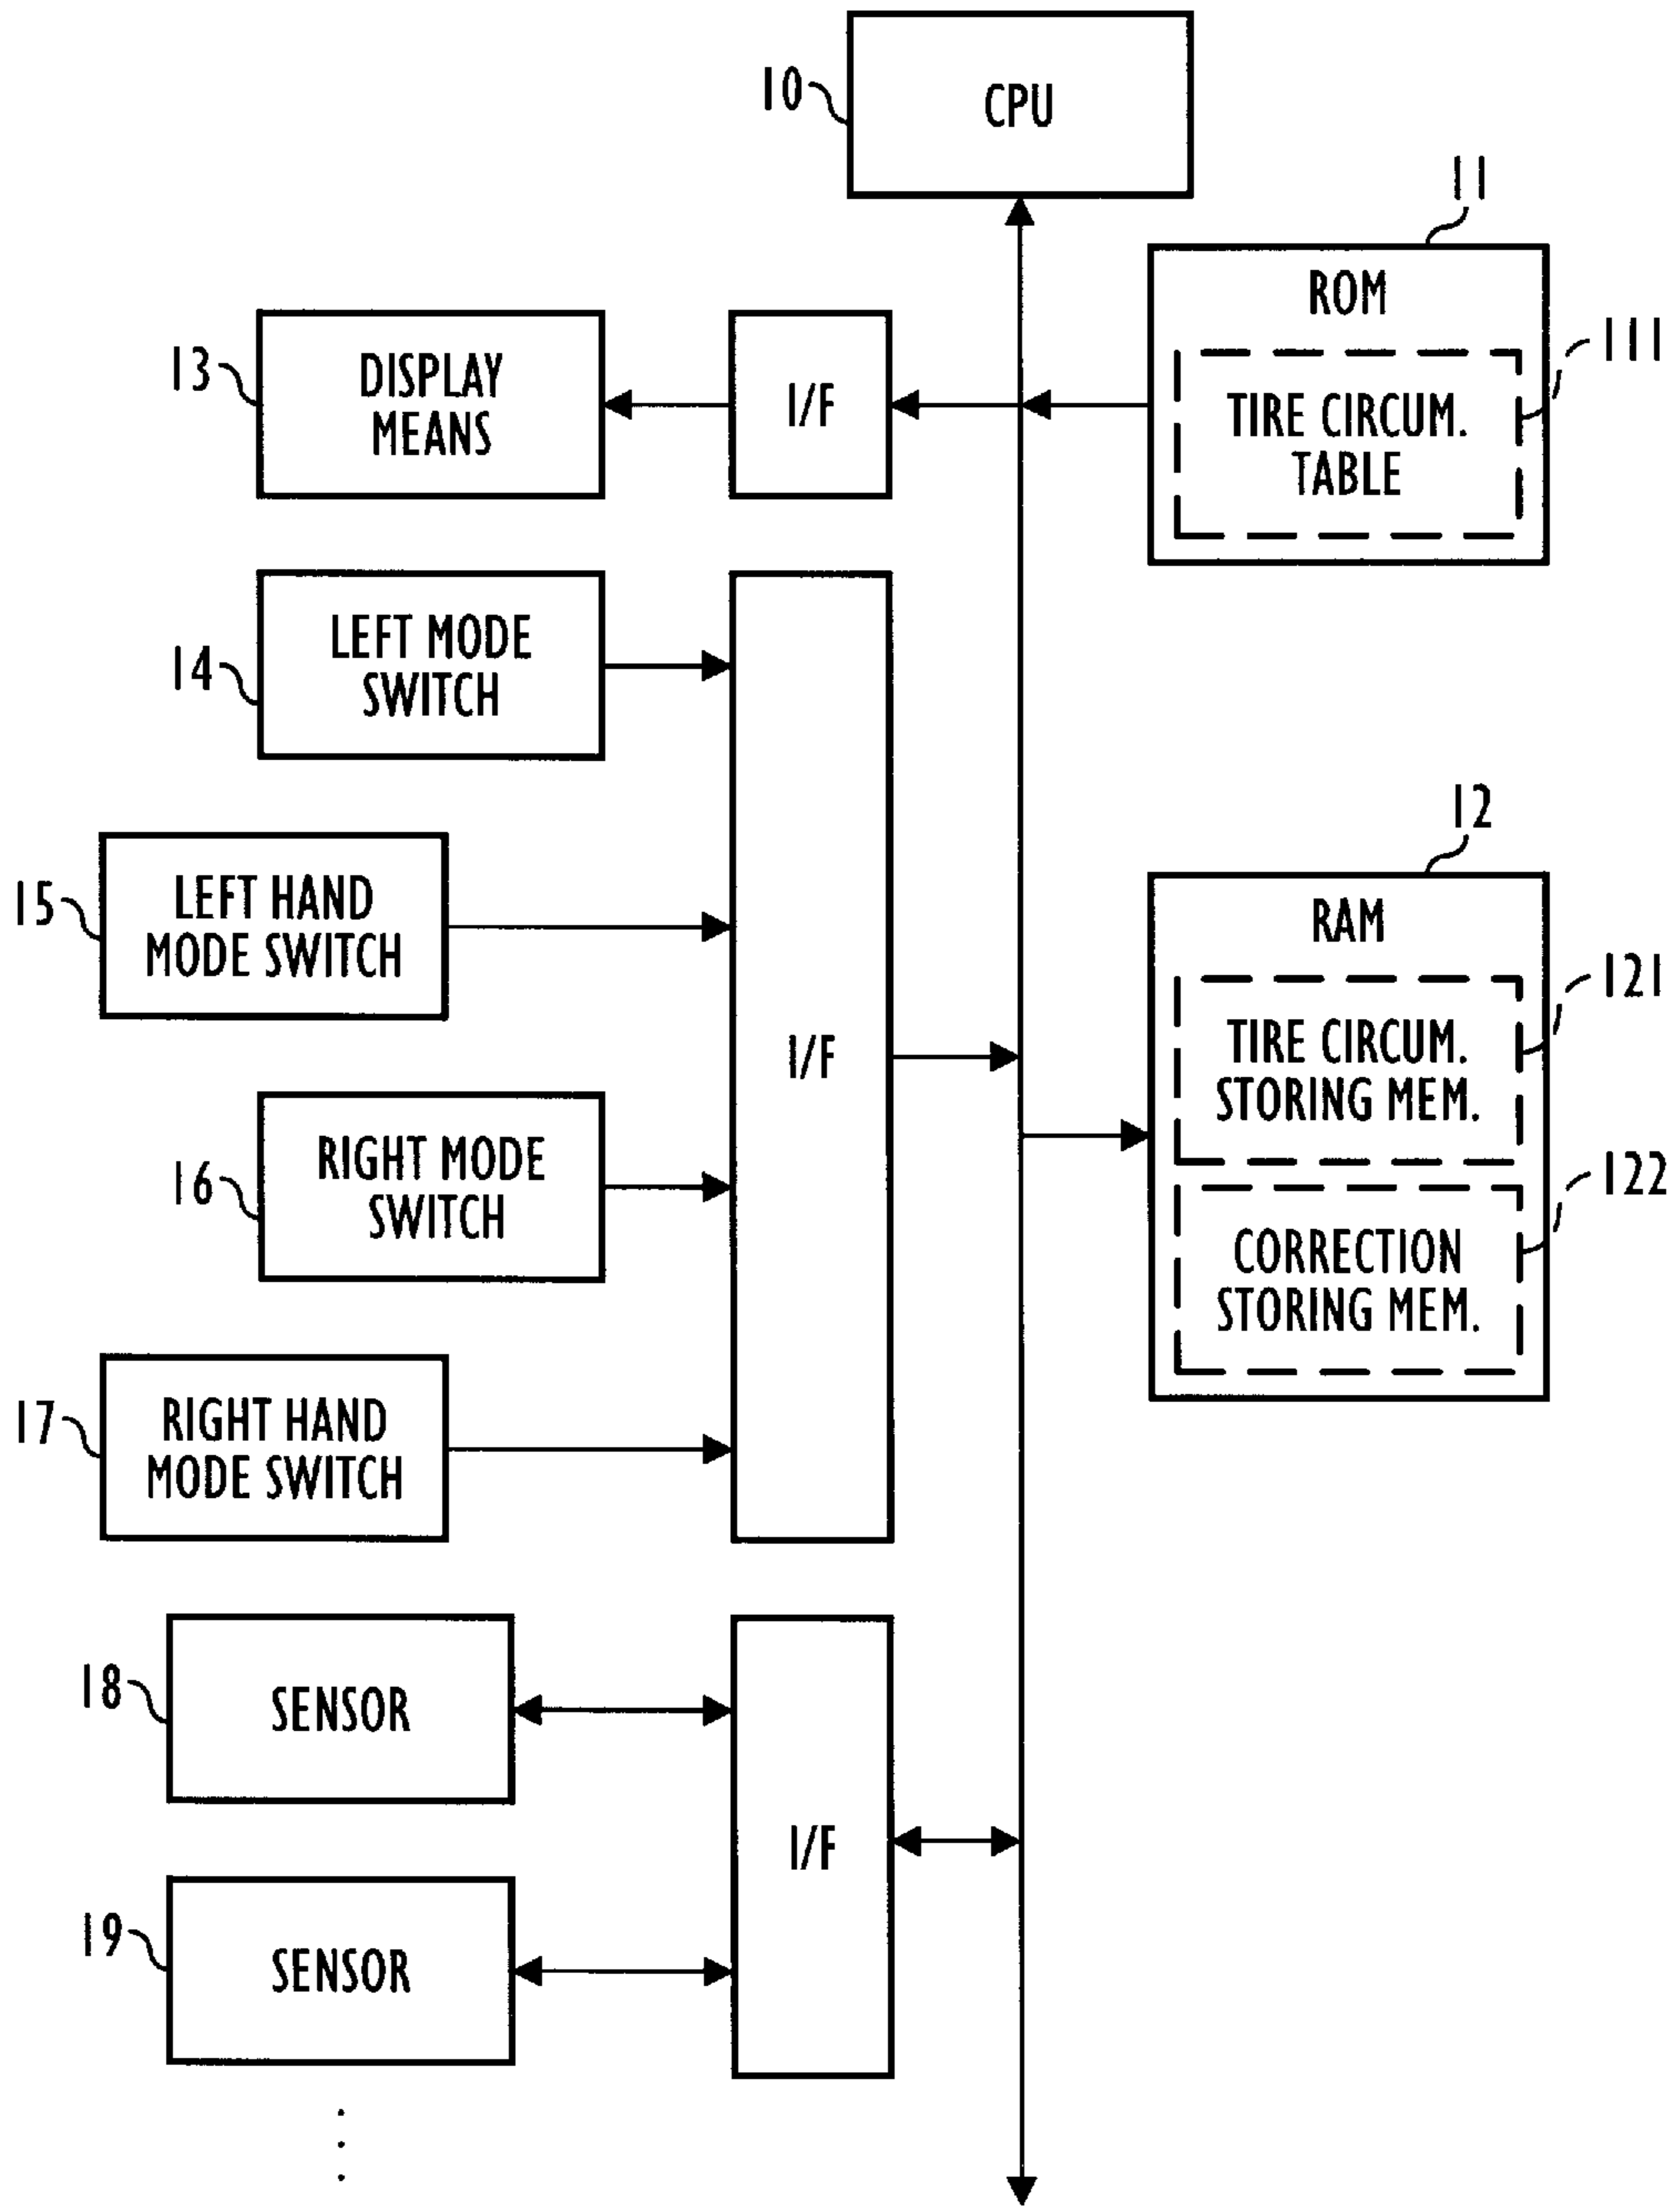 10
CPU
11
ROM
111
TIRE CIRCUM.
TABLE
13
DISPLAY
MEANS
I/F
14
LEFT MODE
SWITCH
15
LEFT HAND
MODE SWITCH
I/F
16
RIGHT MODE
SWITCH
17
RIGHT HAND
MODE SWITCH
12
RAM
121
TIRE CIRCUM.
STORING MEM.
122
CORRECTION
STORING MEM.
18
SENSOR
I/F
19
SENSOR